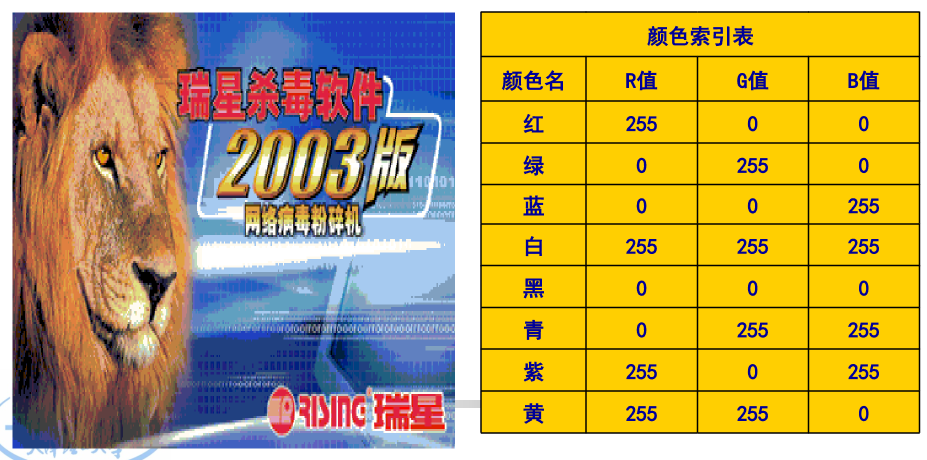 瑞星杀毒软件
2003版
网络病毒粉碎机
RISING 瑞星
颜色索引表
颜色名 R值 G值 B值
红 255 0 0
绿 0 255 0
蓝 0 0 255
白 255 255 255
黑 0 0 0
青 0 255 255
紫 255 0 255
黄 255 255 0